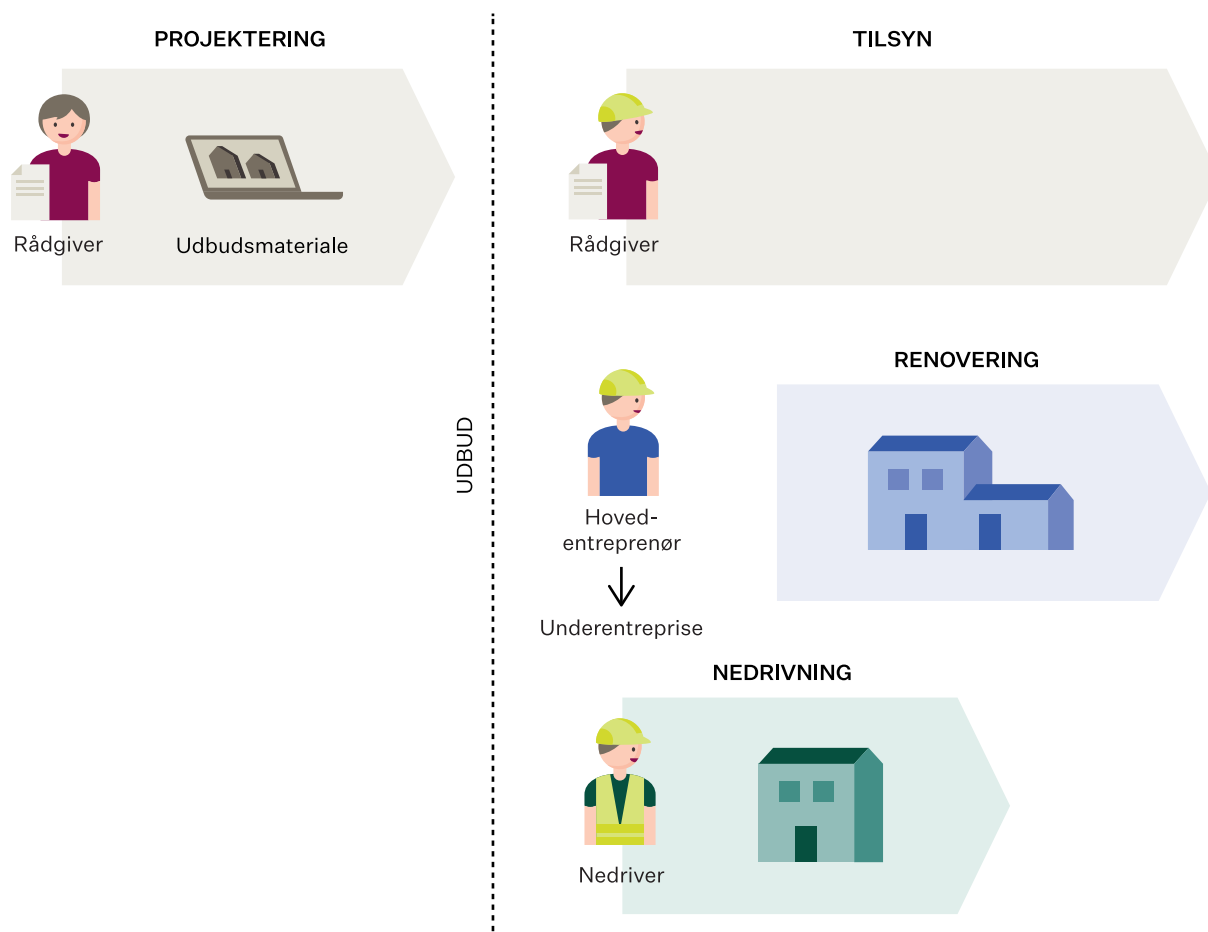 PROJEKTERING
Rådgiver
Udbudsmateriale
UDBUD
TILSYN
Rådgiver
RENOVERING
Hoved-
entreprenør
Underentreprise
NEDRIVNING
Nedriver